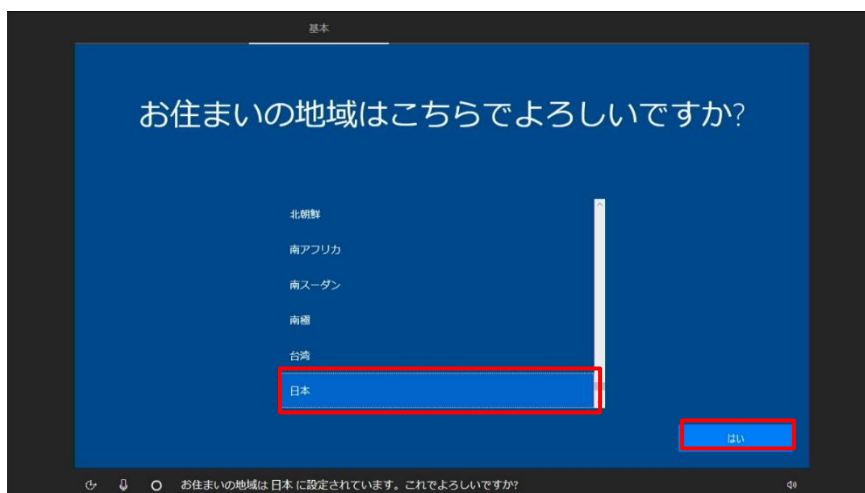 基本
お住まいの地域はこちらでよろしいですか?
北朝鮮
南アフリカ
南スーダン
南極
台湾
日本
はい
お住まいの地域は 日本 に設定されています。これでよろしいですか?